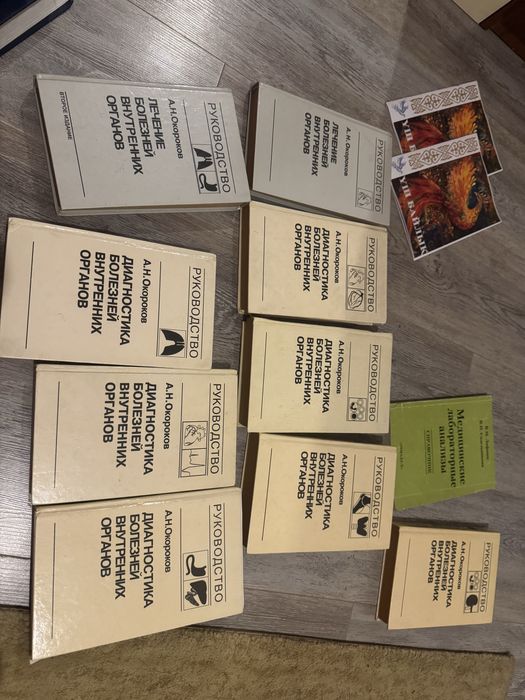 РУКОВОДСТВО
А.Н.Окороков
ЛЕЧЕНИЕ
БОЛЕЗНЕЙ
ВНУТРЕННИХ
ОРГАНОВ
ВТОРОЕ ИЗДАНИЕ
РУКОВОДСТВО
А. Н. Окороков
ЛЕЧЕНИЕ
БОЛЕЗНЕЙ
ВНУТРЕННИХ
ОРГАНОВ
РУКОВОДСТВО
А.Н.Окороков
ДИАГНОСТИКА
БОЛЕЗНЕЙ
ВНУТРЕННИХ
ОРГАНОВ
РУКОВОДСТВО
А.Н.Окороков
ДИАГНОСТИКА
БОЛЕЗНЕЙ
ВНУТРЕННИХ
ОРГАНОВ
РУКОВОДСТВО
А.Н.Окороков
ДИАГНОСТИКА
БОЛЕЗНЕЙ
ВНУТРЕННИХ
ОРГАНОВ
РУКОВОДСТВО
А.Н.Окороков
ДИАГНОСТИКА
БОЛЕЗНЕЙ
ВНУТРЕННИХ
ОРГАНОВ
РУКОВОДСТВО
А.Н.Окороков
ДИАГНОСТИКА
БОЛЕЗНЕЙ
ВНУТРЕННИХ
ОРГАНОВ
РУКОВОДСТВО
А.Н.Окороков
ДИАГНОСТИКА
БОЛЕЗНЕЙ
ВНУТРЕННИХ
ОРГАНОВ
Медицинские
лабораторные
анализы
СПРАВОЧНИК
РУКОВОДСТВО
А.Н.Окороков
ДИАГНОСТИКА
БОЛЕЗНЕЙ
ВНУТРЕННИХ
ОРГАНОВ